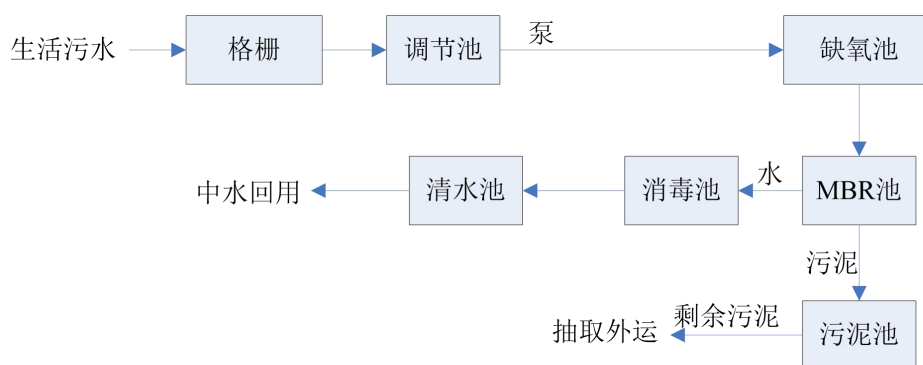 生活污水
格栅
调节池
泵
缺氧池
中水回用
清水池
消毒池
水
MBR池
污泥
抽取外运
剩余污泥
污泥池